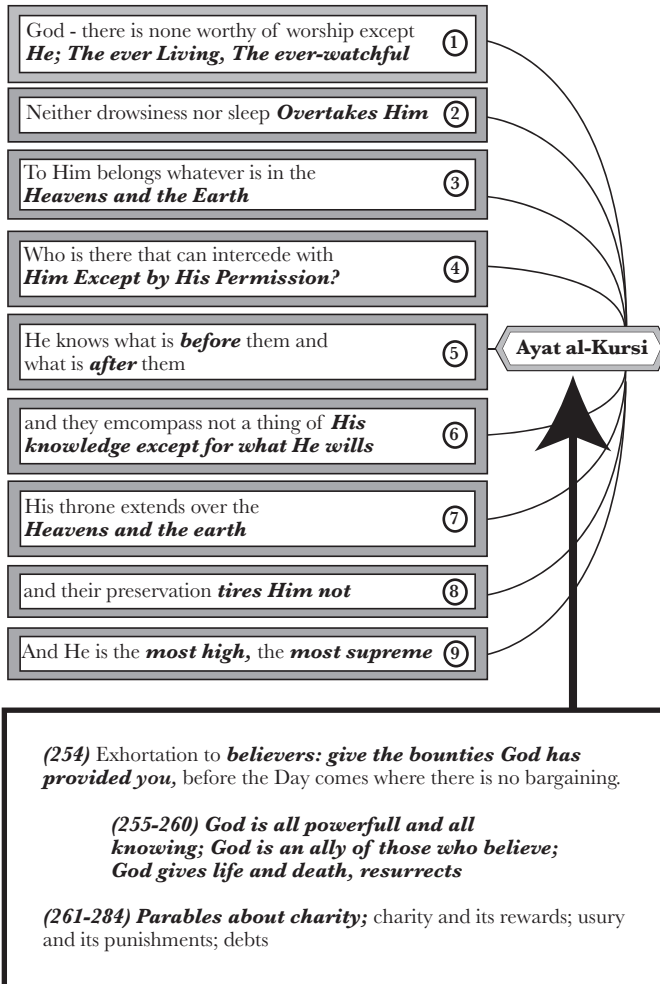 God - there is none worthy of worship except
He; The ever Living, The ever-watchful
1
Neither drowsiness nor sleep Overtakes Him
2
To Him belongs whatever is in the
Heavens and the Earth
3
Who is there that can intercede with
Him Except by His Permission?
4
He knows what is before them and
what is after them
5
Ayat al-Kursi
and they emcompass not a thing of His
knowledge except for what He wills
6
His throne extends over the
Heavens and the earth
7
and their preservation tires Him not
8
And He is the most high, the most supreme
9
(254) Exhortation to believers: give the bounties God has
provided you, before the Day comes where there is no bargaining.
(255-260) God is all powerfull and all
knowing; God is an ally of those who believe;
God gives life and death, resurrects
(261-284) Parables about charity; charity and its rewards; usury
and its punishments; debts